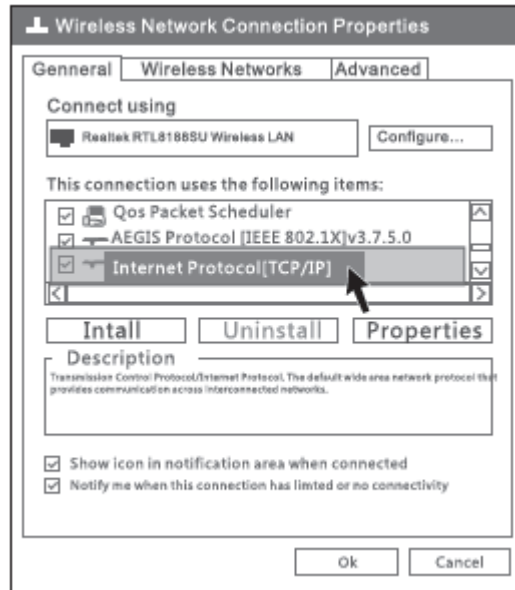 Wireless Network Connection Properties
Genneral Wireless Networks Advanced
Connect using
Realtek RTL8188SU Wireless LAN Configure...
This connection uses the following items:
Qos Packet Scheduler
AEGIS Protocol [IEEE 802.1X]v3.7.5.0
Internet Protocol[TCP/IP]
Intall Uninstall Properties
Description
Transmission Control Protocol/Internet Protocol, The default wide area network protocol that
provides communication across interconnected networks.
Show icon in notification area when connected
Notify me when this connection has limted or no connectivity
Ok Cancel